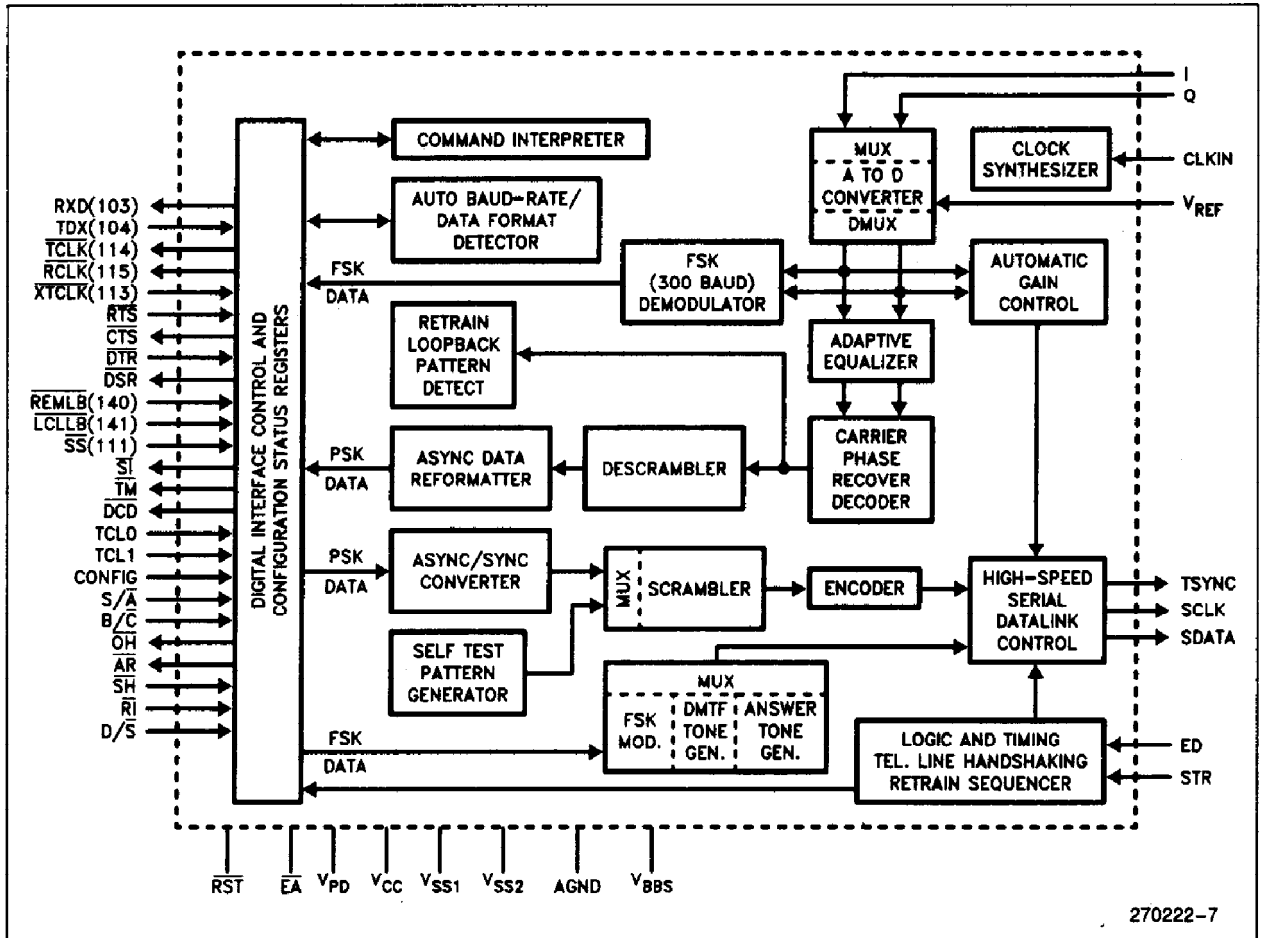 I
Q
CLKIN
VREF
RXD(103)
TDX(104)
TCLK(114)
RCLK(115)
XTCLK(113)
RTS
CTS
DTR
DSR
REMLB(140)
LCLLB(141)
SS(111)
SI
TM
DCD
TCL0
TCL1
CONFIG
S/A
B/C
OH
AR
SH
RI
D/S
DIGITAL INTERFACE CONTROL AND
CONFIGURATION STATUS REGISTERS
COMMAND INTERPRETER
AUTO BAUD-RATE/
DATA FORMAT
DETECTOR
FSK
DATA
RETRAIN
LOOPBACK
PATTERN
DETECT
PSK
DATA
ASYNC DATA
REFORMATTER
DESCRAMBLER
PSK
DATA
ASYNC/SYNC
CONVERTER
SELF TEST
PATTERN
GENERATOR
FSK
DATA
MUX
A TO D
CONVERTER
DMUX
CLOCK
SYNTHESIZER
FSK
(300 BAUD)
DEMODULATOR
AUTOMATIC
GAIN
CONTROL
ADAPTIVE
EQUALIZER
CARRIER
PHASE
RECOVER
DECODER
MUX
SCRAMBLER
ENCODER
HIGH-SPEED
SERIAL
DATALINK
CONTROL
MUX
FSK
MOD.
DMTF
TONE
GEN.
ANSWER
TONE
GEN.
LOGIC AND TIMING
TEL. LINE HANDSHAKING
RETRAIN SEQUENCER
TSYNC
SCLK
SDATA
ED
STR
RST
EA
VPD
VCC
VSS1
VSS2
AGND
VBBS
270222-7